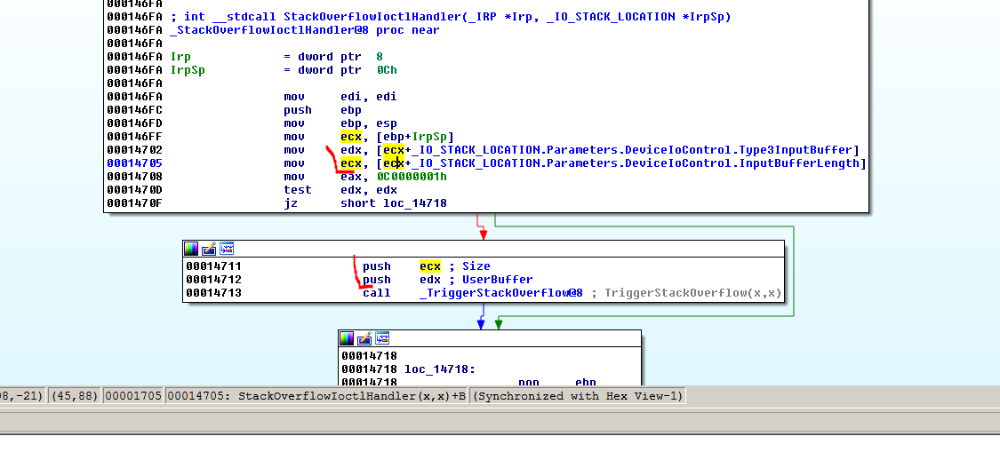 000146FA
000146FA ; int __stdcall StackOverflowIoctlHandler(_IRP *Irp, _IO_STACK_LOCATION *IrpSp)
000146FA _StackOverflowIoctlHandler@8 proc near
000146FA
000146FA Irp = dword ptr 8
000146FA IrpSp = dword ptr 0Ch
000146FA
000146FA mov edi, edi
000146FC push ebp
000146FD mov ebp, esp
000146FF mov ecx, [ebp+IrpSp]
00014702 mov edx, [ecx+_IO_STACK_LOCATION.Parameters.DeviceIoControl.Type3InputBuffer]
00014705 mov ecx, [ecx+_IO_STACK_LOCATION.Parameters.DeviceIoControl.InputBufferLength]
00014708 mov eax, 0C0000001h
0001470D test edx, edx
0001470F jz short loc_14718
00014711 push ecx ; Size
00014712 push edx ; UserBuffer
00014713 call _TriggerStackOverflow@8 ; TriggerStackOverflow(x,x)
00014718
00014718 loc_14718:
00014718 pop ebp
8,-21) (45,88) 00001705 00014705: StackOverflowIoctlHandler(x,x)+B (Synchronized with Hex View-1)